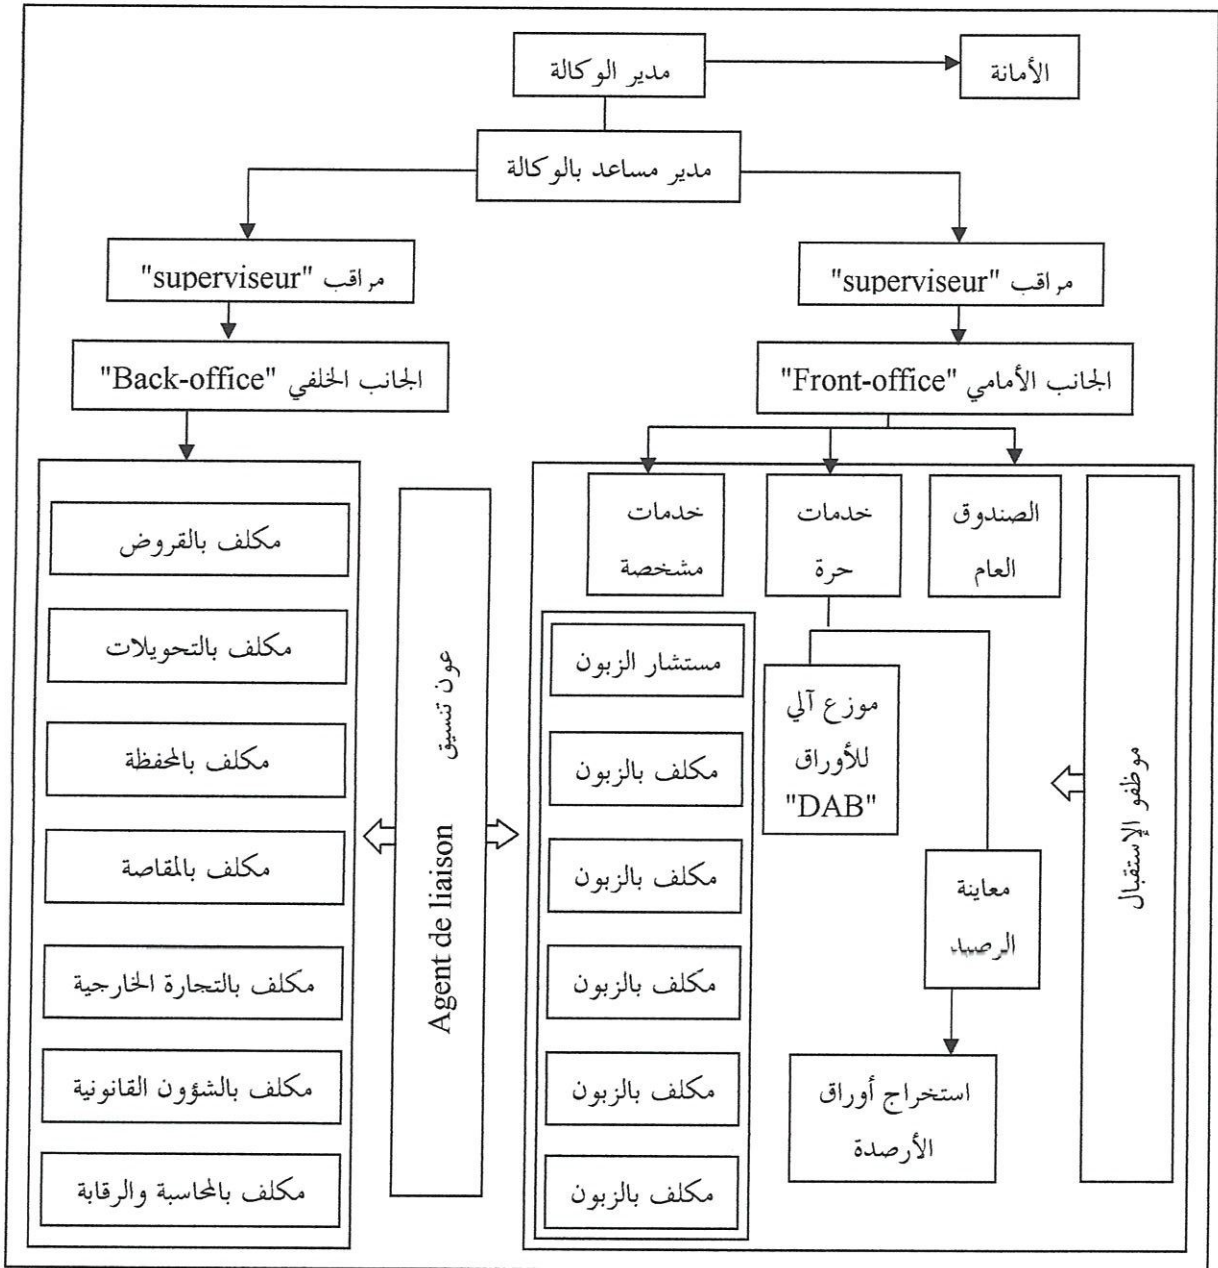 مدير الوكالة
الأمانة
مدير مساعد بالوكالة
مراقب "superviseur"
مراقب "superviseur"
الجانب الأمامي "Front-office"
الجانب الخلفي "Back-office"
موظفو الإستقبال
الصندوق
العام
خدمات
حرة
خدمات
مشخصة
موزع آلي
للأوراق
"DAB"
معاينة
الرصيد
استخراج أوراق
الأرصدة
مستشار الزبون
مكلف بالزبون
مكلف بالزبون
مكلف بالزبون
مكلف بالزبون
مكلف بالزبون
عون تنسيق
Agent de liaison
مكلف بالقروض
مكلف بالتحويلات
مكلف بالمحفظة
مكلف بالمقاصة
مكلف بالتجارة الخارجية
مكلف بالشؤون القانونية
مكلف بالمحاسبة والرقابة